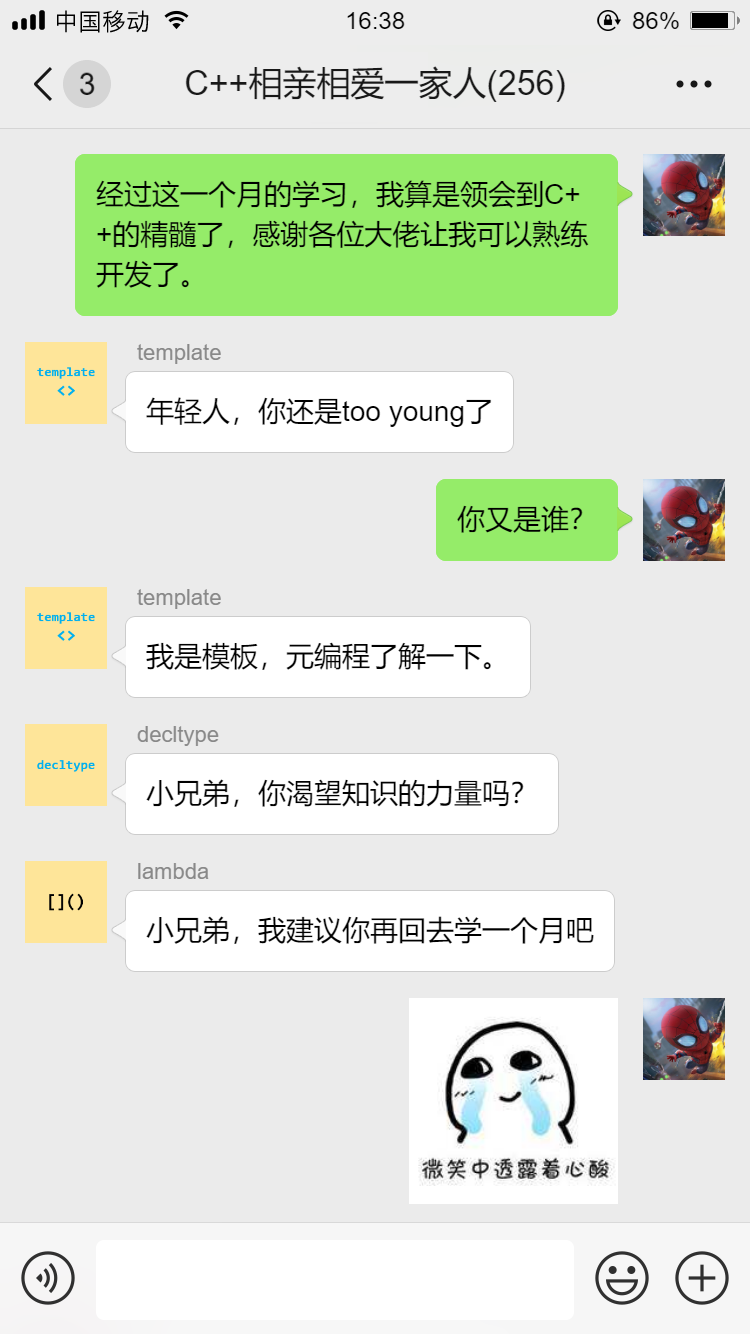 中国移动 16:38 86%
3 C++相亲相爱一家人(256)
经过这一个月的学习，我算是领会到C+
+的精髓了，感谢各位大佬让我可以熟练
开发了。
template
template
<>
年轻人，你还是too young了
你又是谁？
template
template
<>
我是模板，元编程了解一下。
decltype
decltype
小兄弟，你渴望知识的力量吗？
lambda
[]()
小兄弟，我建议你再回去学一个月吧
微笑中透露着心酸